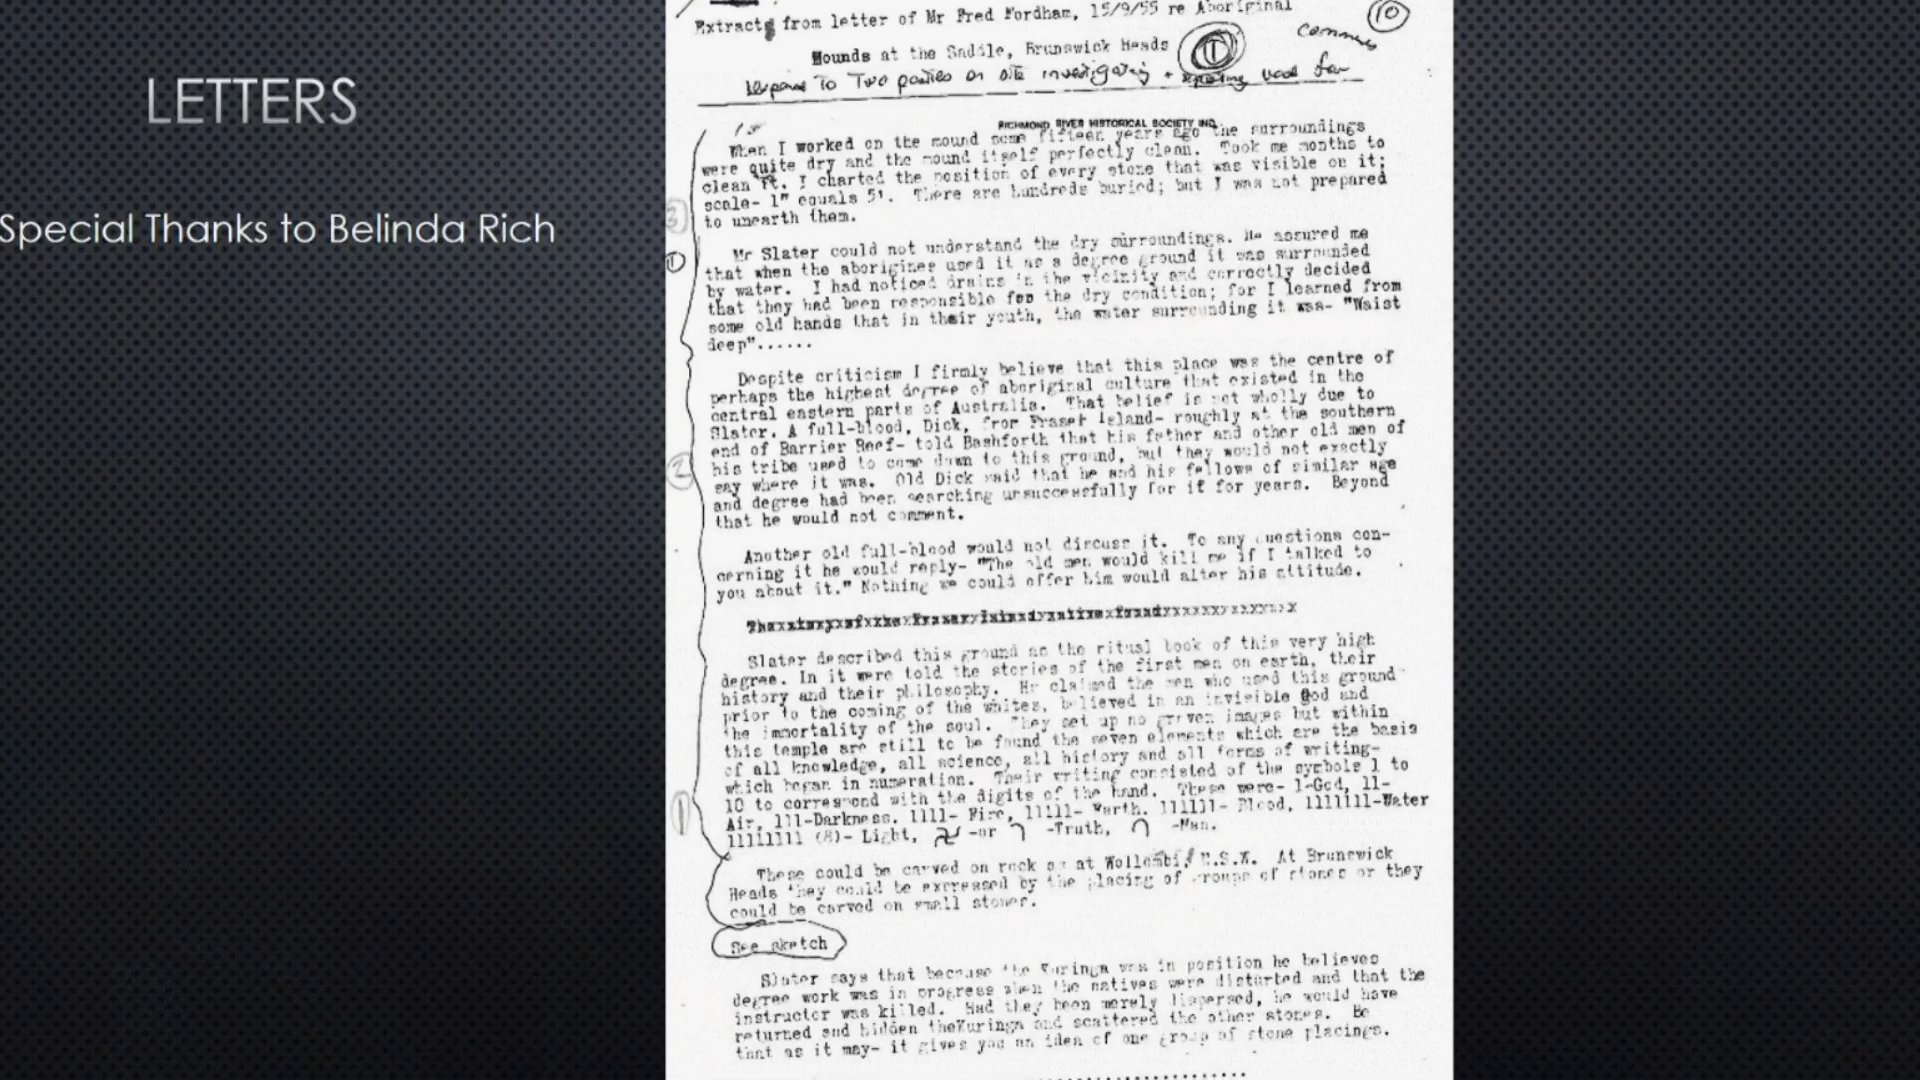 LETTERS
Special Thanks to Belinda Rich
Extracts from letter of Mr Fred Fordham, 15/9/55 re Aboriginal
Mounds at the Saddle, Brunswick Heads
10
comments
To Two parties on site investigating +
RICHMOND RIVER HISTORICAL SOCIETY INC.
When I worked on the mound some fifteen years ago the surroundings
were quite dry and the mound itself perfectly clean. Took me months to
clean it. I charted the position of every stone that was visible on it;
scale- 1" equals 5'. There are hundreds buried; but I was not prepared
to unearth them.
3
1
Mr Slater could not understand the dry surroundings. He assured me
that when the aborigines used it as a degree ground it was surrounded
by water. I had noticed drains in the vicinity and correctly decided
that they had been responsible for the dry condition; for I learned from
some old hands that in their youth, the water surrounding it was- "Waist
deep"......
Despite criticism I firmly believe that this place was the centre of
perhaps the highest degree of aboriginal culture that existed in the
central eastern parts of Australia. That belief is not wholly due to
Slater. A full-blood, Dick, from Fraser Island- roughly at the southern
end of Barrier Reef- told Bashforth that his father and other old men of
his tribe used to come down to this ground, but they would not exactly
say where it was. Old Dick said that he and his fellows of similar age
and degree had been searching unsuccessfully for it for years. Beyond
that he would not comment.
2
Another old full-blood would not discuss it. To any questions con-
cerning it he would reply- "The old men would kill me if I talked to
you about it." Nothing we could offer him would alter his attitude.
Slater described this ground as the ritual book of this very high
degree. In it were told the stories of the first men on earth, their
history and their philosophy. He claimed the men who used this ground
prior to the coming of the whites, believed in an invisible God and
the immortality of the soul. They set up no graven images but within
this temple are still to be found the seven elements which are the basis
of all knowledge, all science, all history and all forms of writing-
which began in numeration. Their writing consisted of the symbols 1 to
10 to correspond with the digits of the hand. These were- 1-God, 11-
Air, 111-Darkness. 1111- Fire, 11111- Earth. 111111- Blood, 1111111-Water
11111111 (8)- Light, -or -Truth, -Man.
1
These could be carved on rock as at Wollombi, N.S.W. At Brunswick
Heads they could be expressed by the placing of groups of stones or they
could be carved on small stones.
See sketch
Slater says that because the Kuringa was in position he believes
degree work was in progress when the natives were disturbed and that the
instructor was killed. Had they been merely dispersed, he would have
returned and hidden theKuringa and scattered the other stones. Be
that as it may- it gives you an idea of one group of stone placings.